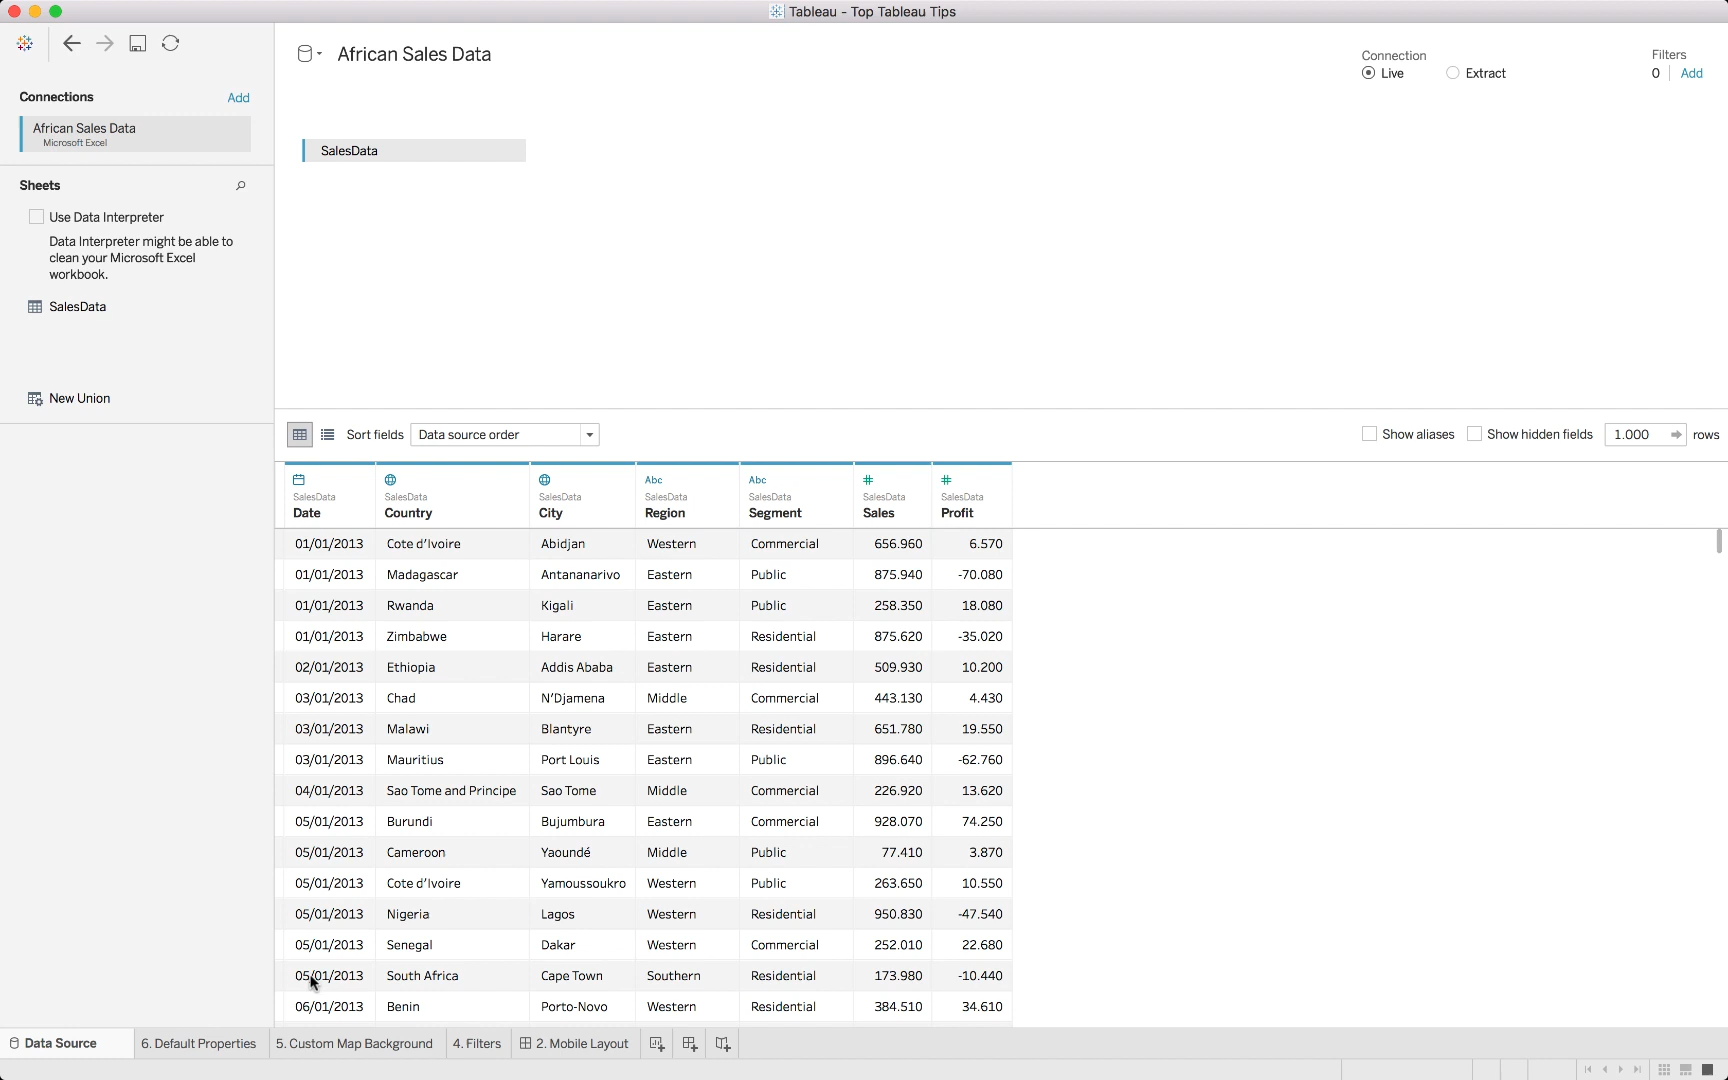 Tableau - Top Tableau Tips
African Sales Data
Connection
Live
Extract
Filters
0 Add
Connections Add
African Sales Data
Microsoft Excel
SalesData
Sheets
Use Data Interpreter
Data Interpreter might be able to
clean your Microsoft Excel
workbook.
SalesData
New Union
Sort fields Data source order Show aliases Show hidden fields 1.000 rows
Abc Abc
SalesData SalesData SalesData SalesData SalesData SalesData SalesData
Date Country City Region Segment Sales Profit
01/01/2013 Cote d'Ivoire Abidjan Western Commercial 656.960 6.570
01/01/2013 Madagascar Antananarivo Eastern Public 875.940 -70.080
01/01/2013 Rwanda Kigali Eastern Public 258.350 18.080
01/01/2013 Zimbabwe Harare Eastern Residential 875.620 -35.020
02/01/2013 Ethiopia Addis Ababa Eastern Residential 509.930 10.200
03/01/2013 Chad N'Djamena Middle Commercial 443.130 4.430
03/01/2013 Malawi Blantyre Eastern Residential 651.780 19.550
03/01/2013 Mauritius Port Louis Eastern Public 896.640 -62.760
04/01/2013 Sao Tome and Principe Sao Tome Middle Commercial 226.920 13.620
05/01/2013 Burundi Bujumbura Eastern Commercial 928.070 74.250
05/01/2013 Cameroon Yaoundé Middle Public 77.410 3.870
05/01/2013 Cote d'Ivoire Yamoussoukro Western Public 263.650 10.550
05/01/2013 Nigeria Lagos Western Residential 950.830 -47.540
05/01/2013 Senegal Dakar Western Commercial 252.010 22.680
05/01/2013 South Africa Cape Town Southern Residential 173.980 -10.440
06/01/2013 Benin Porto-Novo Western Residential 384.510 34.610
Data Source 6. Default Properties 5. Custom Map Background 4. Filters 2. Mobile Layout